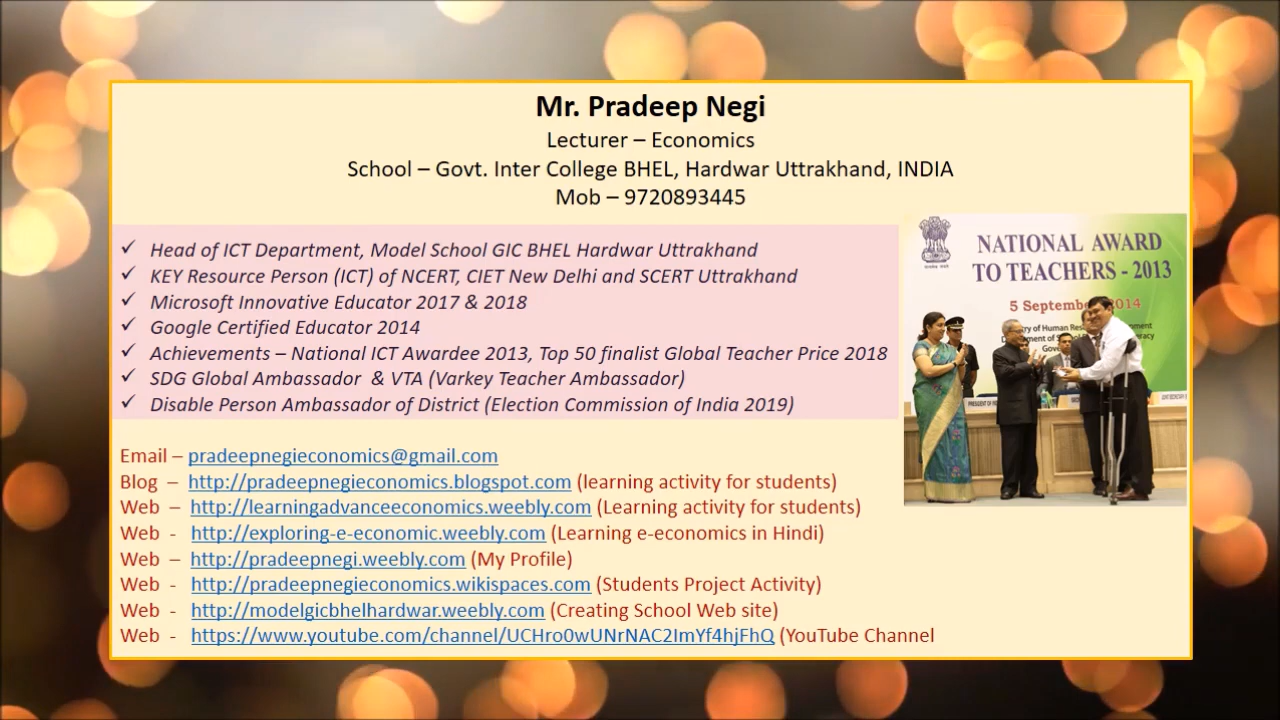 Mr. Pradeep Negi
Lecturer – Economics
School – Govt. Inter College BHEL, Hardwar Uttrakhand, INDIA
Mob – 9720893445
✓ Head of ICT Department, Model School GIC BHEL Hardwar Uttrakhand
✓ KEY Resource Person (ICT) of NCERT, CIET New Delhi and SCERT Uttrakhand
✓ Microsoft Innovative Educator 2017 & 2018
✓ Google Certified Educator 2014
✓ Achievements – National ICT Awardee 2013, Top 50 finalist Global Teacher Price 2018
✓ SDG Global Ambassador & VTA (Varkey Teacher Ambassador)
✓ Disable Person Ambassador of District (Election Commission of India 2019)
NATIONAL AWARD
TO TEACHERS - 2013
5 September 2014
Email – pradeepnegieconomics@gmail.com
Blog – http://pradeepnegieconomics.blogspot.com (learning activity for students)
Web – http://learningadvanceeconomics.weebly.com (Learning activity for students)
Web - http://exploring-e-economic.weebly.com (Learning e-economics in Hindi)
Web – http://pradeepnegi.weebly.com (My Profile)
Web - http://pradeepnegieconomics.wikispaces.com (Students Project Activity)
Web - http://modelgicbhelhardwar.weebly.com (Creating School Web site)
Web - https://www.youtube.com/channel/UCHro0wUNrNAC2ImYf4hjFhQ (YouTube Channel